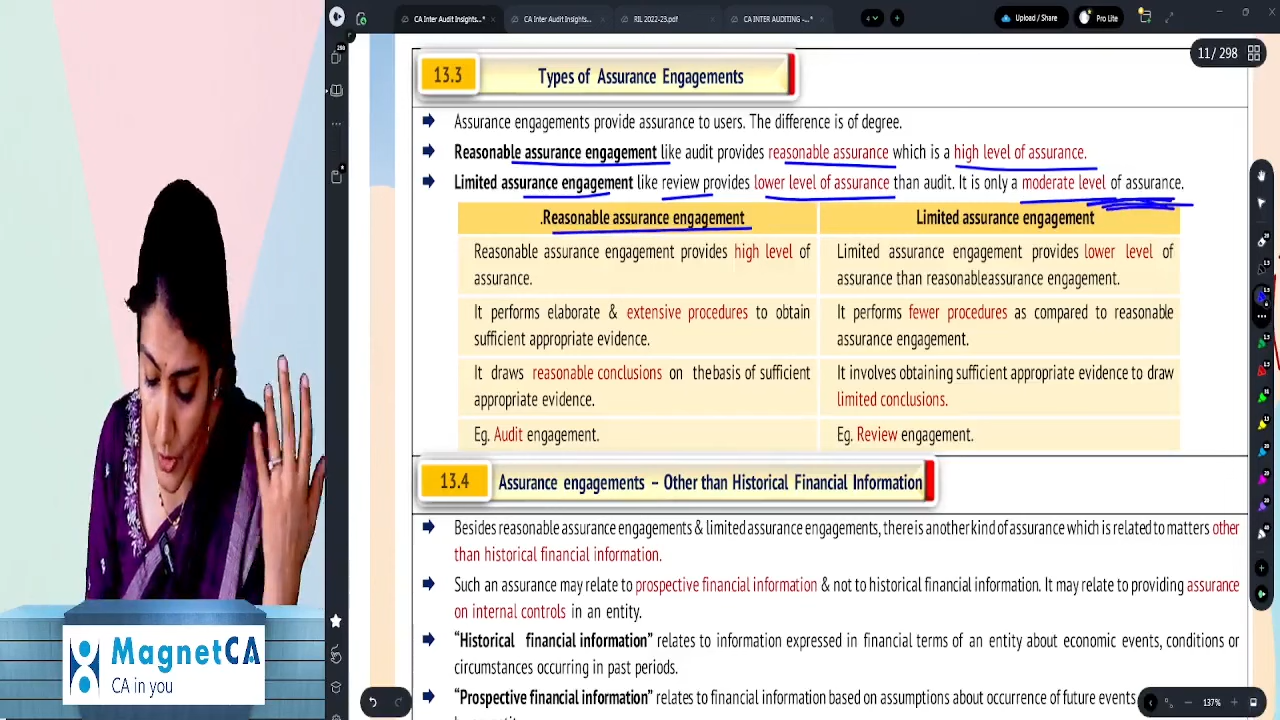 CA Inter Audit Insights...*
CA Inter Audit Insights...
RIL 2022-23.pdf
CA INTER AUDITING -...*
4
Upload / Share
Pro Lite
11 / 298
13.3
Types of Assurance Engagements
Assurance engagements provide assurance to users. The difference is of degree.
Reasonable assurance engagement like audit provides reasonable assurance which is a high level of assurance.
Limited assurance engagement like review provides lower level of assurance than audit. It is only a moderate level of assurance.
.Reasonable assurance engagement
Limited assurance engagement
Reasonable assurance engagement provides high level of
assurance.
Limited assurance engagement provides lower level of
assurance than reasonableassurance engagement.
It performs elaborate & extensive procedures to obtain
sufficient appropriate evidence.
It performs fewer procedures as compared to reasonable
assurance engagement.
It draws reasonable conclusions on thebasis of sufficient
appropriate evidence.
It involves obtaining sufficient appropriate evidence to draw
limited conclusions.
Eg. Audit engagement.
Eg. Review engagement.
13.4
Assurance engagements – Other than Historical Financial Information
Besides reasonable assurance engagements & limited assurance engagements, there is another kind of assurance which is related to matters other
than historical financial information.
Such an assurance may relate to prospective financial information & not to historical financial information. It may relate to providing assurance
on internal controls in an entity.
“Historical financial information” relates to information expressed in financial terms of an entity about economic events, conditions or
circumstances occurring in past periods.
“Prospective financial information” relates to financial information based on assumptions about occurrence of future events
137%
MagnetCA
CA in you